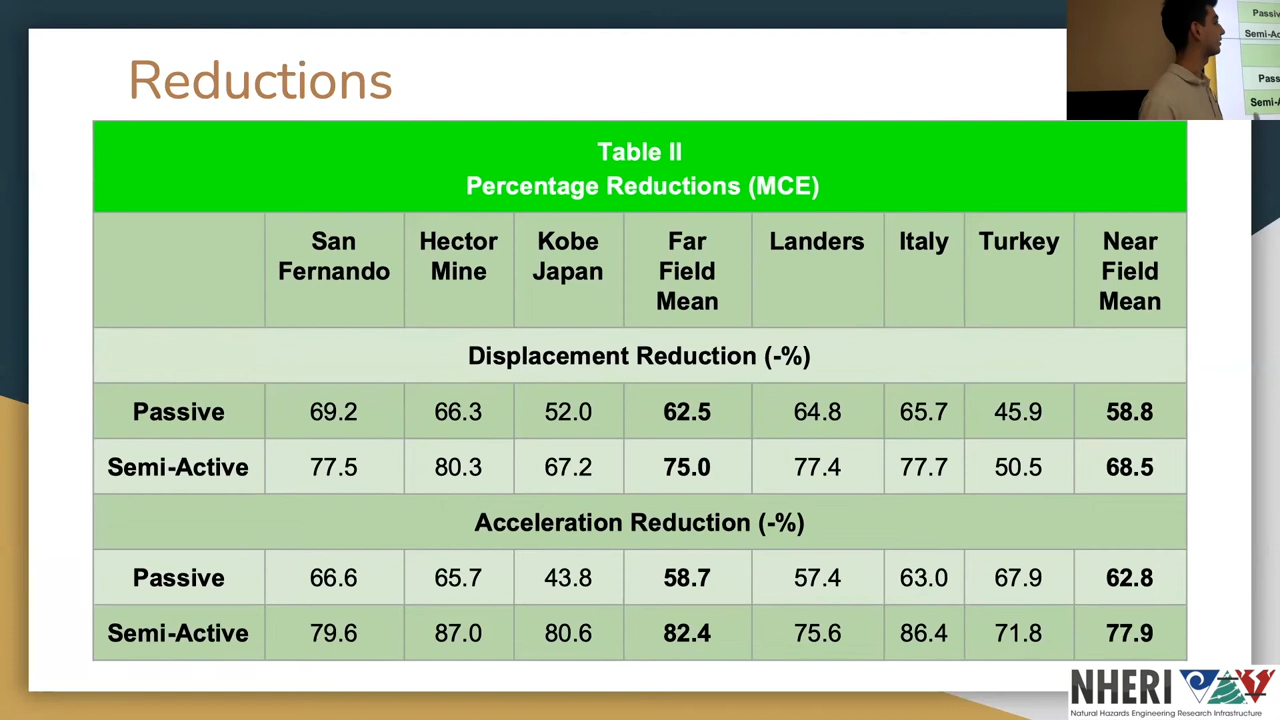 Reductions
Table II
Percentage Reductions (MCE)
San Fernando Hector Mine Kobe Japan Far Field Mean Landers Italy Turkey Near Field Mean
Displacement Reduction (-%)
Passive 69.2 66.3 52.0 62.5 64.8 65.7 45.9 58.8
Semi-Active 77.5 80.3 67.2 75.0 77.4 77.7 50.5 68.5
Acceleration Reduction (-%)
Passive 66.6 65.7 43.8 58.7 57.4 63.0 67.9 62.8
Semi-Active 79.6 87.0 80.6 82.4 75.6 86.4 71.8 77.9
NHERI
Natural Hazards Engineering Research Infrastructure